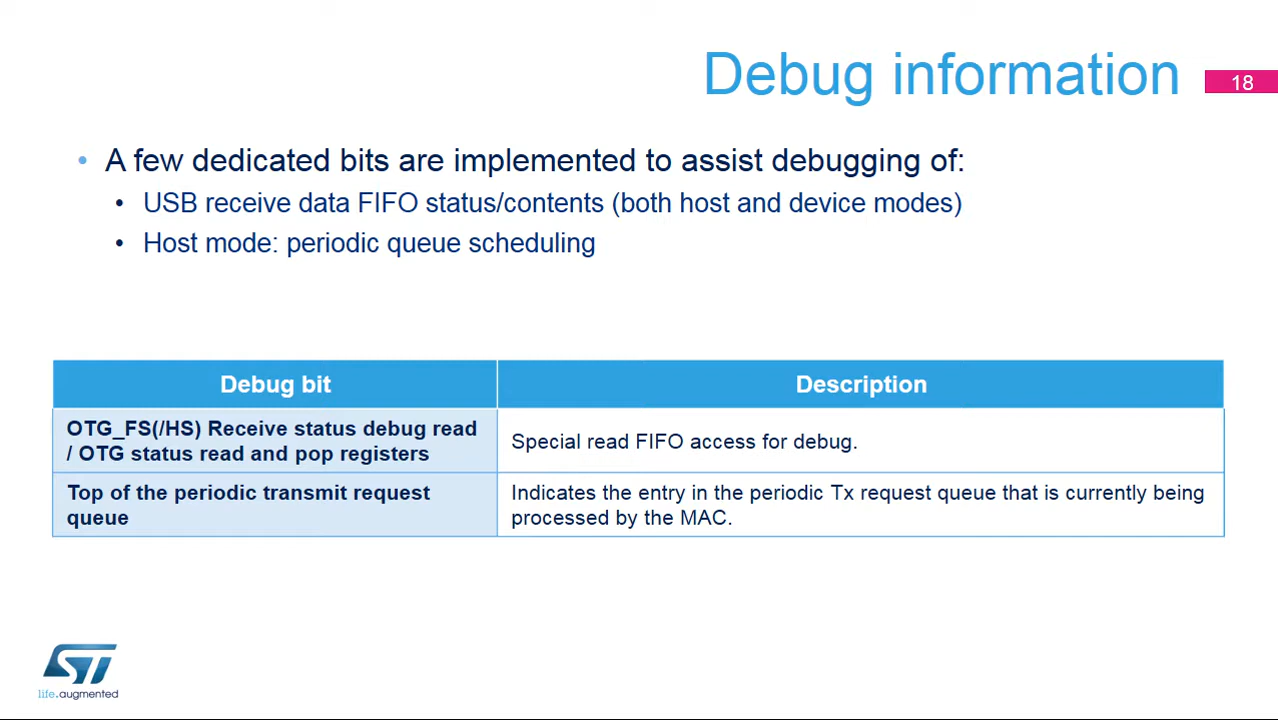 Debug information
18
• A few dedicated bits are implemented to assist debugging of:
• USB receive data FIFO status/contents (both host and device modes)
• Host mode: periodic queue scheduling
Debug bit
Description
OTG_FS(/HS) Receive status debug read
/ OTG status read and pop registers
Special read FIFO access for debug.
Top of the periodic transmit request
queue
Indicates the entry in the periodic Tx request queue that is currently being
processed by the MAC.
ST
life.augmented